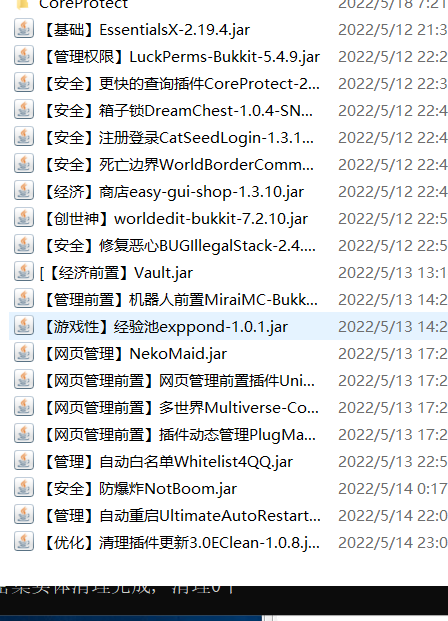 CoreProtect 2022/5/18 7:21
【基础】EssentialsX-2.19.4.jar 2022/5/12 21:3
【管理权限】LuckPerms-Bukkit-5.4.9.jar 2022/5/12 22:2
【安全】更快的查询插件CoreProtect-2... 2022/5/12 22:3
【安全】箱子锁DreamChest-1.0.4-SN... 2022/5/12 22:4
【安全】注册登录CatSeedLogin-1.3.1... 2022/5/12 22:4
【安全】死亡边界WorldBorderComm... 2022/5/12 22:4
【经济】商店easy-gui-shop-1.3.10.jar 2022/5/12 22:4
【创世神】worldedit-bukkit-7.2.10.jar 2022/5/12 22:5
【安全】修复恶心BUGIllegalStack-2.4.... 2022/5/12 22:5
[【经济前置】Vault.jar 2022/5/13 13:1
【管理前置】机器人前置MiraiMC-Bukk... 2022/5/13 14:2
【游戏性】经验池exppond-1.0.1.jar 2022/5/13 14:2
【网页管理】NekoMaid.jar 2022/5/13 17:2
【网页管理前置】网页管理前置插件Uni... 2022/5/13 17:2
【网页管理前置】多世界Multiverse-Co... 2022/5/13 17:2
【网页管理前置】插件动态管理PlugMa... 2022/5/13 17:2
【管理】自动白名单Whitelist4QQ.jar 2022/5/13 22:5
【安全】防爆炸NotBoom.jar 2022/5/14 0:17
【管理】自动重启UltimateAutoRestart... 2022/5/14 22:0
【优化】清理插件更新3.0EClean-1.0.8.j... 2022/5/14 23:0
密集实体清理完成，清理0个